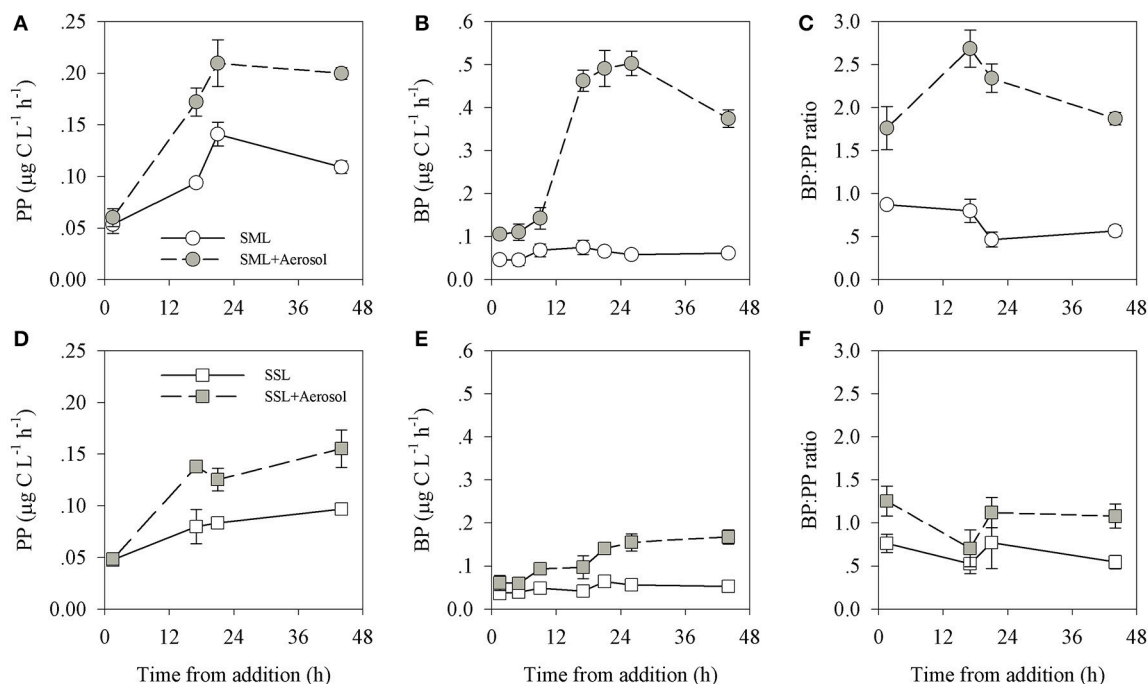 A
PP (µg C L⁻¹ h⁻¹)
.25
.20
.15
.10
.05
0.00
SML
SML+Aerosol
0 12 24 36 48
B
BP (µg C L⁻¹ h⁻¹)
.6
.5
.4
.3
.2
.1
0.0
0 12 24 36 48
C
BP:PP ratio
3.0
2.5
2.0
1.5
1.0
.5
0.0
0 12 24 36 48
D
PP (µg C L⁻¹ h⁻¹)
.25
.20
.15
.10
.05
0.00
SSL
SSL+Aerosol
0 12 24 36 48
Time from addition (h)
E
BP (µg C L⁻¹ h⁻¹)
.6
.5
.4
.3
.2
.1
0.0
0 12 24 36 48
Time from addition (h)
F
BP:PP ratio
3.0
2.5
2.0
1.5
1.0
.5
0.0
0 12 24 36 48
Time from addition (h)